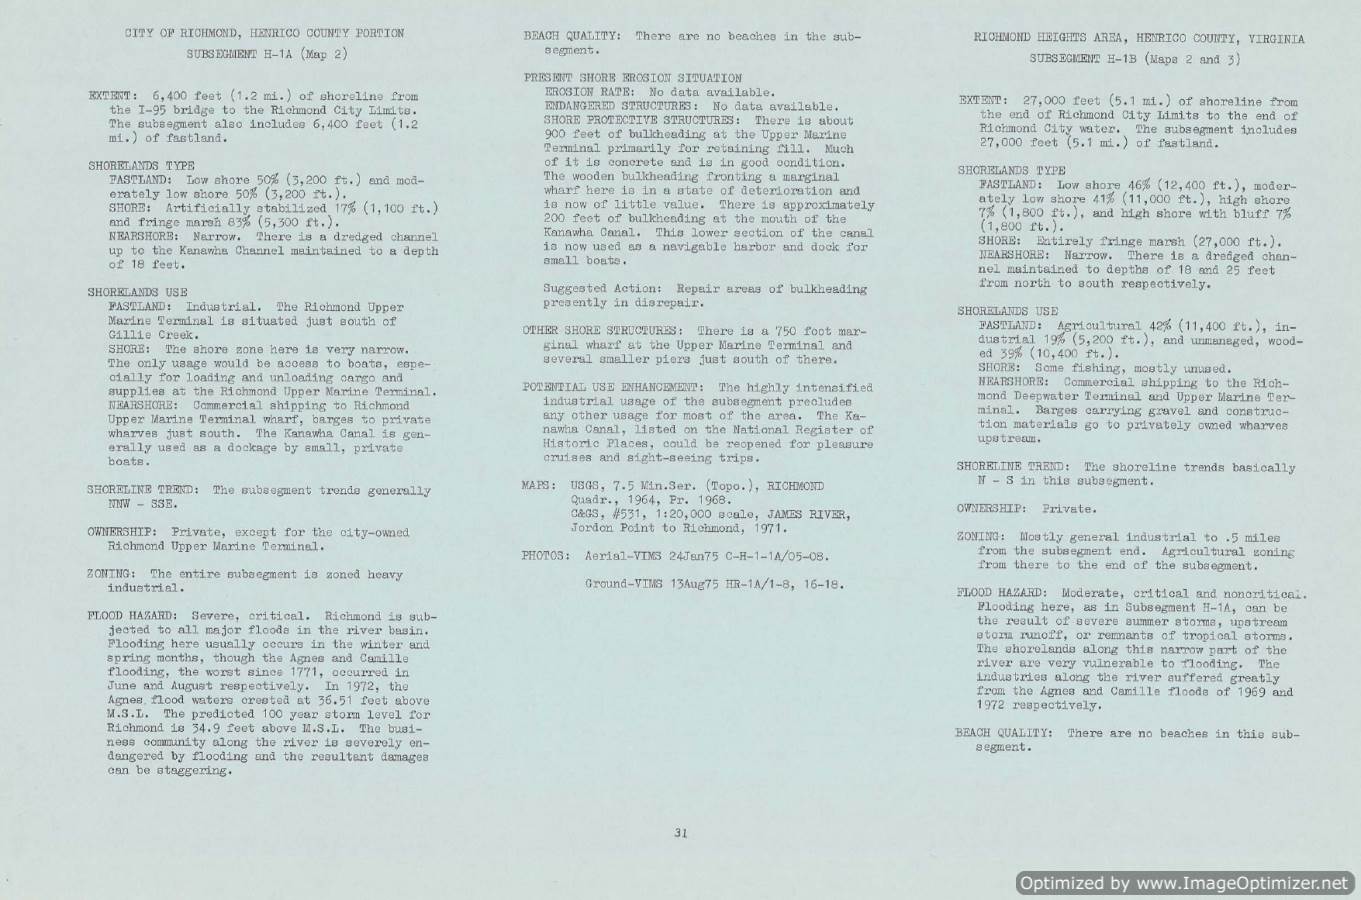 CITY OF RICHMOND, HENRICO COUNTY PORTION
SUBSEGMENT H-1A (Map 2)
EXTENT: 6,400 feet (1.2 mi.) of shoreline from
the I-95 bridge to the Richmond City Limits.
The subsegment also includes 6,400 feet (1.2
mi.) of fastland.
SHORELANDS TYPE
FASTLAND: Low shore 50% (3,200 ft.) and mod-
erately low shore 50% (3,200 ft.).
SHORE: Artificially stabilized 17% (1,100 ft.)
and fringe marsh 83% (5,300 ft.).
NEARSHORE: Narrow. There is a dredged channel
up to the Kanawha Channel maintained to a depth
of 18 feet.
SHORELANDS USE
FASTLAND: Industrial. The Richmond Upper
Marine Terminal is situated just south of
Gillie Creek.
SHORE: The shore zone here is very narrow.
The only usage would be access to boats, espe-
cially for loading and unloading cargo and
supplies at the Richmond Upper Marine Terminal.
NEARSHORE: Commercial shipping to Richmond
Upper Marine Terminal wharf, barges to private
wharves just south. The Kanawha Canal is gen-
erally used as a dockage by small, private
boats.
SHORELINE TREND: The subsegment trends generally
NNW - SSE.
OWNERSHIP: Private, except for the city-owned
Richmond Upper Marine Terminal.
ZONING: The entire subsegment is zoned heavy
industrial.
FLOOD HAZARD: Severe, critical. Richmond is sub-
jected to all major floods in the river basin.
Flooding here usually occurs in the winter and
spring months, though the Agnes and Camille
flooding, the worst since 1771, occurred in
June and August respectively. In 1972, the
Agnes flood waters crested at 36.51 feet above
M.S.L. The predicted 100 year storm level for
Richmond is 34.9 feet above M.S.L. The busi-
ness community along the river is severely en-
dangered by flooding and the resultant damages
can be staggering.
BEACH QUALITY: There are no beaches in the sub-
segment.
PRESENT SHORE EROSION SITUATION
EROSION RATE: No data available.
ENDANGERED STRUCTURES: No data available.
SHORE PROTECTIVE STRUCTURES: There is about
900 feet of bulkheading at the Upper Marine
Terminal primarily for retaining fill. Much
of it is concrete and is in good condition.
The wooden bulkheading fronting a marginal
wharf here is in a state of deterioration and
is now of little value. There is approximately
200 feet of bulkheading at the mouth of the
Kanawha Canal. This lower section of the canal
is now used as a navigable harbor and dock for
small boats.
Suggested Action: Repair areas of bulkheading
presently in disrepair.
OTHER SHORE STRUCTURES: There is a 750 foot mar-
ginal wharf at the Upper Marine Terminal and
several smaller piers just south of there.
POTENTIAL USE ENHANCEMENT: The highly intensified
industrial usage of the subsegment precludes
any other usage for most of the area. The Ka-
nawha Canal, listed on the National Register of
Historic Places, could be reopened for pleasure
cruises and sight-seeing trips.
MAPS: USGS, 7.5 Min.Ser. (Topo.), RICHMOND
Quadr., 1964, Pr. 1968.
C&GS, #531, 1:20,000 scale, JAMES RIVER,
Jordon Point to Richmond, 1971.
PHOTOS: Aerial-VIMS 24Jan75 C-H-1-1A/05-08.
Ground-VIMS 13Aug75 HR-1A/1-8, 16-18.
RICHMOND HEIGHTS AREA, HENRICO COUNTY, VIRGINIA
SUBSEGMENT H-1B (Maps 2 and 3)
EXTENT: 27,000 feet (5.1 mi.) of shoreline from
the end of Richmond City Limits to the end of
Richmond City water. The subsegment includes
27,000 feet (5.1 mi.) of fastland.
SHORELANDS TYPE
FASTLAND: Low shore 46% (12,400 ft.), moder-
ately low shore 41% (11,000 ft.), high shore
7% (1,800 ft.), and high shore with bluff 7%
(1,800 ft.).
SHORE: Entirely fringe marsh (27,000 ft.).
NEARSHORE: Narrow. There is a dredged chan-
nel maintained to depths of 18 and 25 feet
from north to south respectively.
SHORELANDS USE
FASTLAND: Agricultural 42% (11,400 ft.), in-
dustrial 19% (5,200 ft.), and unmanaged, wood-
ed 39% (10,400 ft.).
SHORE: Some fishing, mostly unused.
NEARSHORE: Commercial shipping to the Rich-
mond Deepwater Terminal and Upper Marine Ter-
minal. Barges carrying gravel and construc-
tion materials go to privately owned wharves
upstream.
SHORELINE TREND: The shoreline trends basically
N - S in this subsegment.
OWNERSHIP: Private.
ZONING: Mostly general industrial to .5 miles
from the subsegment end. Agricultural zoning
from there to the end of the subsegment.
FLOOD HAZARD: Moderate, critical and noncritical.
Flooding here, as in Subsegment H-1A, can be
the result of severe summer storms, upstream
storm runoff, or remnants of tropical storms.
The shorelands along this narrow part of the
river are very vulnerable to flooding. The
industries along the river suffered greatly
from the Agnes and Camille floods of 1969 and
1972 respectively.
BEACH QUALITY: There are no beaches in this sub-
segment.
31
Optimized by www.ImageOptimizer.net